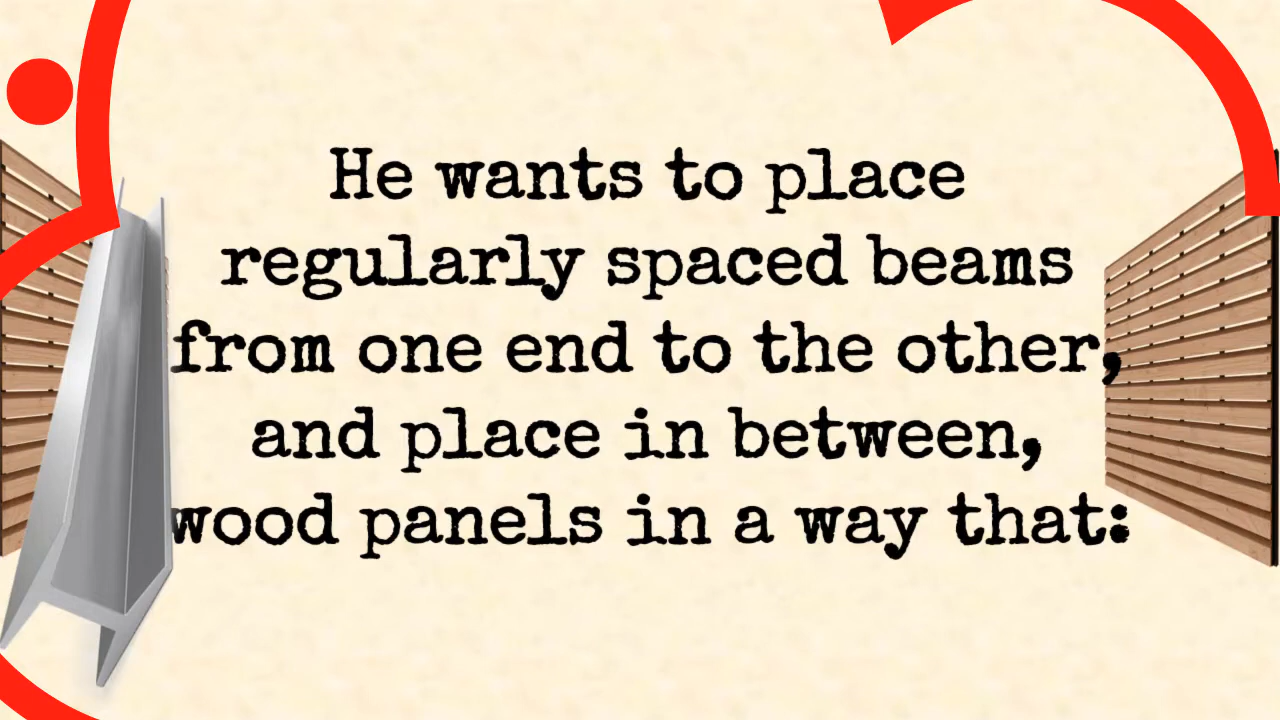 He wants to place
regularly spaced beams
from one end to the other,
and place in between,
wood panels in a way that: